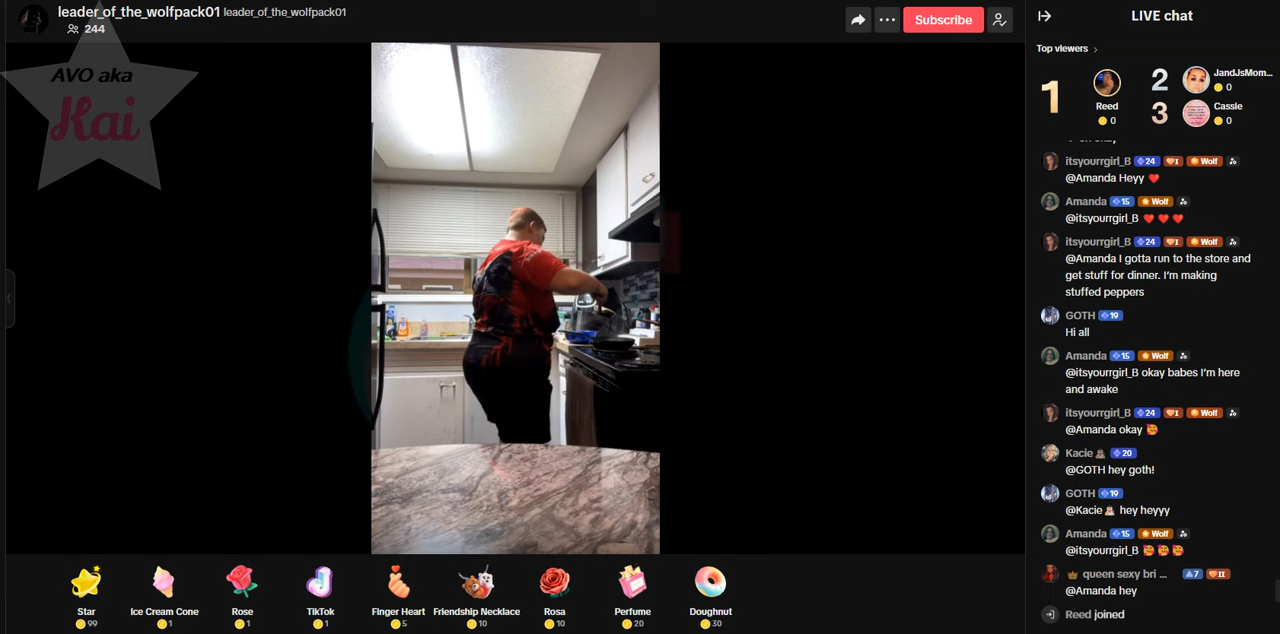 leader_of_the_wolfpack01 leader_of_the_wolfpack01
244
Subscribe
AVO aka
Kai
LIVE chat
Top viewers
1
Reed
0
2
JandJsMom...
0
3
Cassie
0
itsyourrgirl_B 24 I Wolf
@Amanda Heyy ❤️
Amanda 15 Wolf
@itsyourrgirl_B ❤️ ❤️ ❤️
itsyourrgirl_B 24 I Wolf
@Amanda I gotta run to the store and
get stuff for dinner. I'm making
stuffed peppers
GOTH 19
Hi all
Amanda 15 Wolf
@itsyourrgirl_B okay babes I'm here
and awake
itsyourrgirl_B 24 I Wolf
@Amanda okay 🥰
Kacie 20
@GOTH hey goth!
GOTH 19
@Kacie hey heyyy
Amanda 15 Wolf
@itsyourrgirl_B 🥰 🥰 🥰
queen sexy bri ... 7 II
@Amanda hey
Reed joined
Star
99
Ice Cream Cone
1
Rose
1
TikTok
1
Finger Heart
5
Friendship Necklace
10
Rosa
10
Perfume
20
Doughnut
30